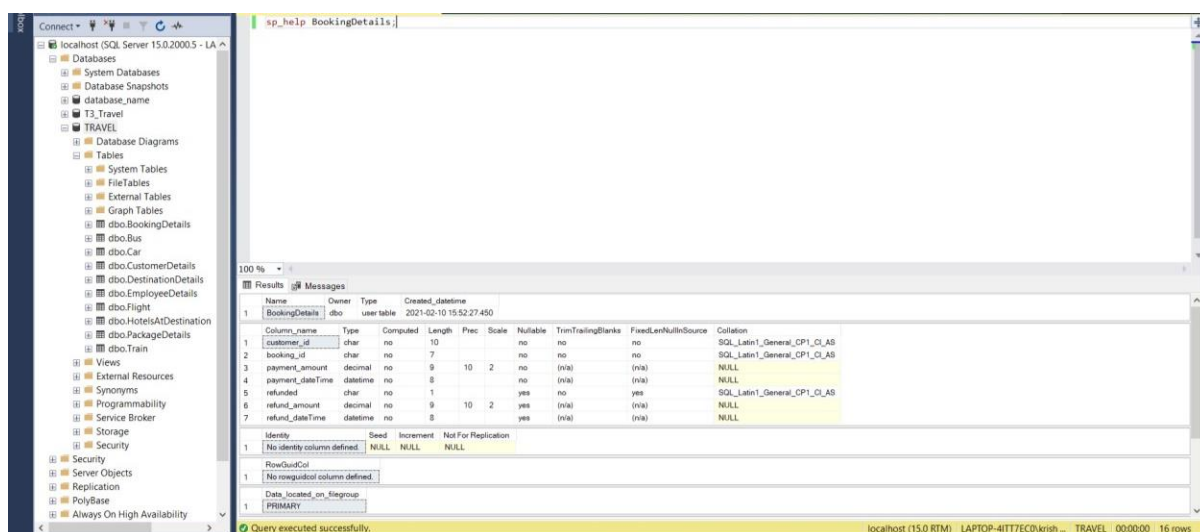 lbox
Connect
localhost (SQL Server 15.0.2000.5 - LA
Databases
System Databases
Database Snapshots
database_name
T3_Travel
TRAVEL
Database Diagrams
Tables
System Tables
FileTables
External Tables
Graph Tables
dbo.BookingDetails
dbo.Bus
dbo.Car
dbo.CustomerDetails
dbo.DestinationDetails
dbo.EmployeeDetails
dbo.Flight
dbo.HotelsAtDestination
dbo.PackageDetails
dbo.Train
Views
External Resources
Synonyms
Programmability
Service Broker
Storage
Security
Security
Server Objects
Replication
PolyBase
Always On High Availability
sp_help BookingDetails;
100 %
Results Messages
Name Owner Type Created_datetime
1 BookingDetails dbo user table 2021-02-10 15:52:27.450
Column_name Type Computed Length Prec Scale Nullable TrimTrailingBlanks FixedLenNullInSource Collation
1 customer_id char no 10 no no no SQL_Latin1_General_CP1_CI_AS
2 booking_id char no 7 no no no SQL_Latin1_General_CP1_CI_AS
3 payment_amount decimal no 9 10 2 no (n/a) (n/a) NULL
4 payment_dateTime datetime no 8 no (n/a) (n/a) NULL
5 refunded char no 1 yes no yes SQL_Latin1_General_CP1_CI_AS
6 refund_amount decimal no 9 10 2 yes (n/a) (n/a) NULL
7 refund_dateTime datetime no 8 yes (n/a) (n/a) NULL
Identity Seed Increment Not For Replication
1 No identity column defined. NULL NULL NULL
RowGuidCol
1 No rowguidcol column defined.
Data_located_on_filegroup
1 PRIMARY
Query executed successfully. localhost (15.0 RTM) LAPTOP-4ITT7EC0\krish ... TRAVEL 00:00:00 16 rows